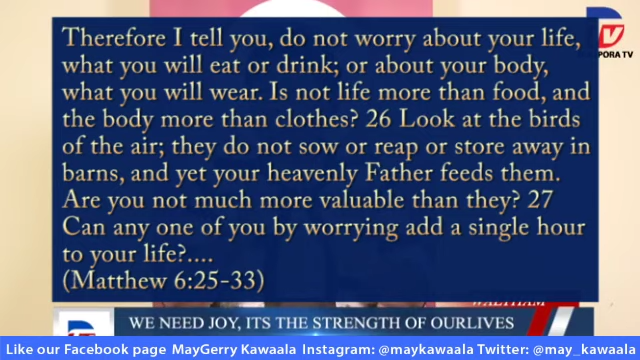 Therefore I tell you, do not worry about your life,
what you will eat or drink; or about your body,
what you will wear. Is not life more than food, and
the body more than clothes? 26 Look at the birds
of the air; they do not sow or reap or store away in
barns, and yet your heavenly Father feeds them.
Are you not much more valuable than they? 27
Can any one of you by worrying add a single hour
to your life?....
(Matthew 6:25-33)
PORA TV
WALTHAM
WE NEED JOY, ITS THE STRENGTH OF OURLIVES
Like our Facebook page MayGerry Kawaala Instagram: @maykawaala Twitter: @may_kawaala